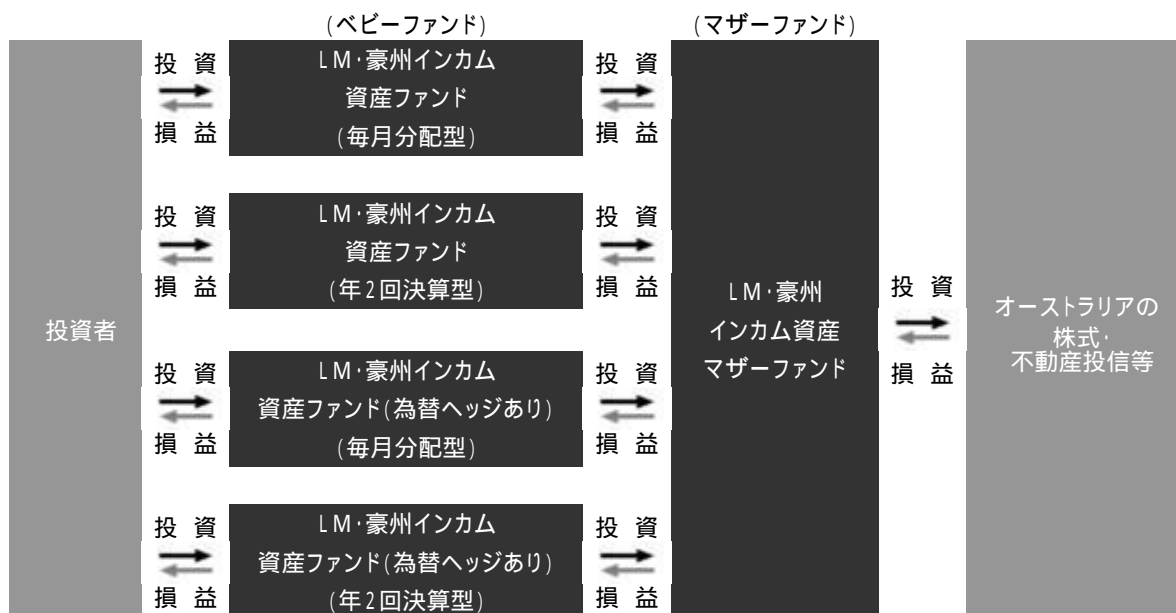 (ベビーファンド)
(マザーファンド)
投資者
投 資
損 益
LM・豪州インカム
資産ファンド
(毎月分配型)
投 資
損 益
投 資
損 益
LM・豪州インカム
資産ファンド
(年2回決算型)
投 資
損 益
投 資
損 益
LM・豪州インカム
資産ファンド(為替ヘッジあり)
(毎月分配型)
投 資
損 益
投 資
損 益
LM・豪州インカム
資産ファンド(為替ヘッジあり)
(年2回決算型)
投 資
損 益
LM・豪州
インカム資産
マザーファンド
投 資
損 益
オーストラリアの
株式・
不動産投信等